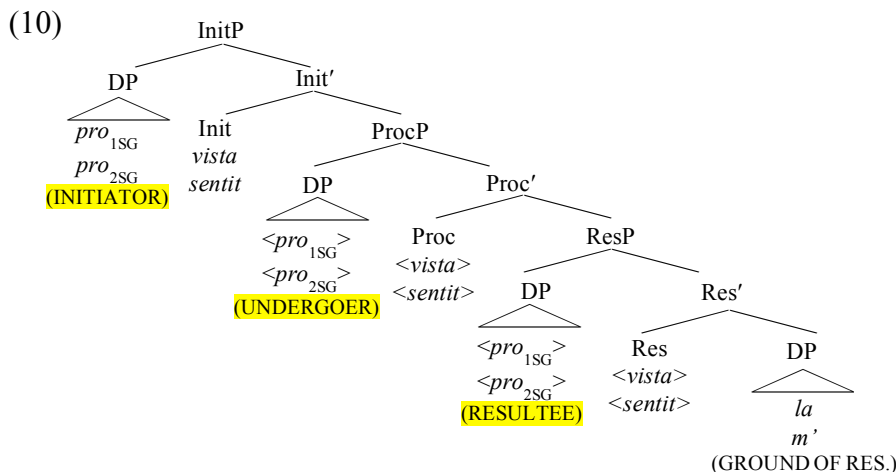 (10)
InitP
DP Init′
pro1SG Init ProcP
pro2SG vista
(INITIATOR) sentit DP Proc′
<pro1SG> Proc ResP
<pro2SG> <vista>
(UNDERGOER) <sentit> DP Res′
<pro1SG> Res DP
<pro2SG> <vista>
(RESULTEE) <sentit> la
m’
(GROUND OF RES.)